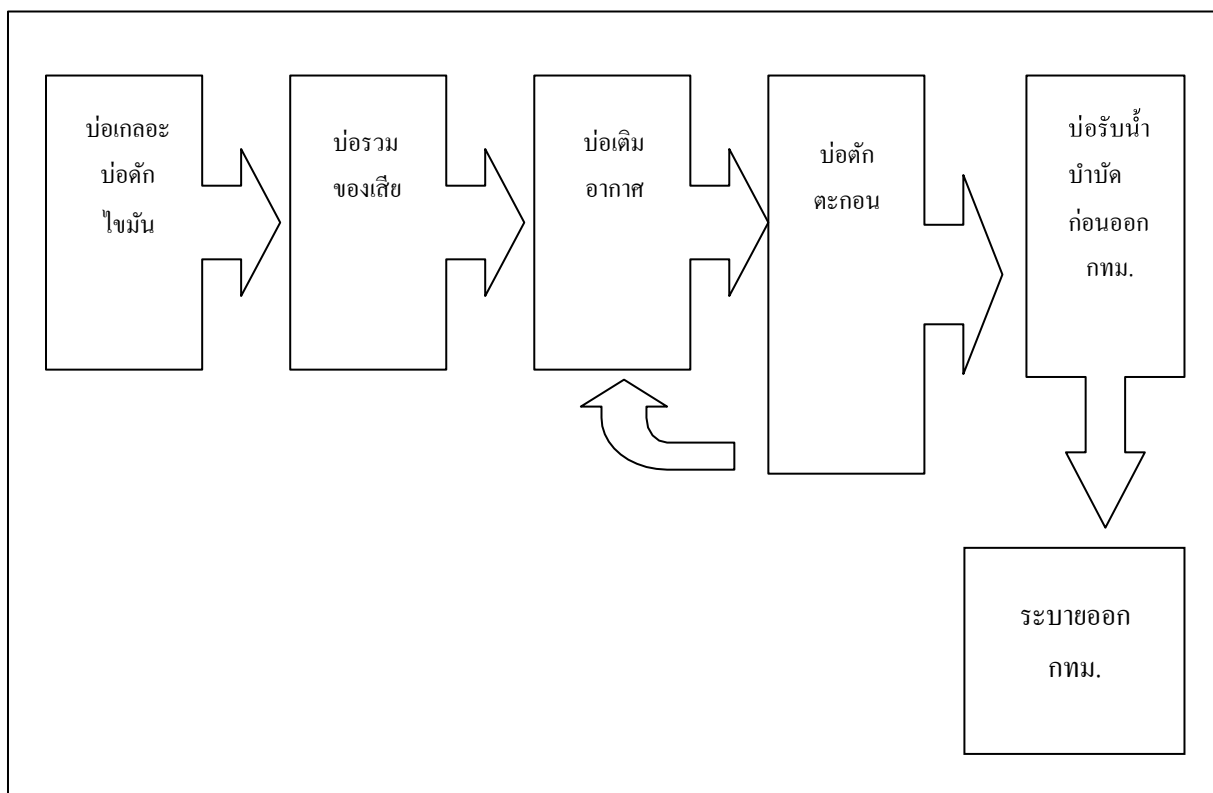 บ่อเกลอะ
บ่อดัก
ไขมัน
บ่อรวม
ของเสีย
บ่อเติม
อากาศ
บ่อตัก
ตะกอน
บ่อรับน้ำ
บำบัด
ก่อนออก
กทม.
ระบายออก
กทม.